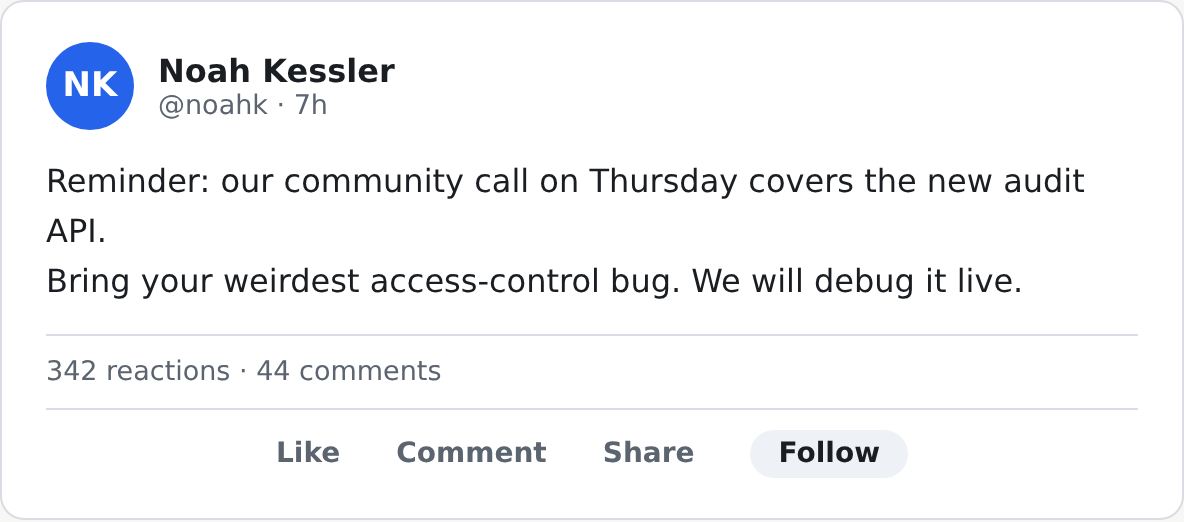 NK
Noah Kessler
@noahk · 7h
Reminder: our community call on Thursday covers the new audit
API.
Bring your weirdest access-control bug. We will debug it live.
342 reactions · 44 comments
Like Comment Share Follow